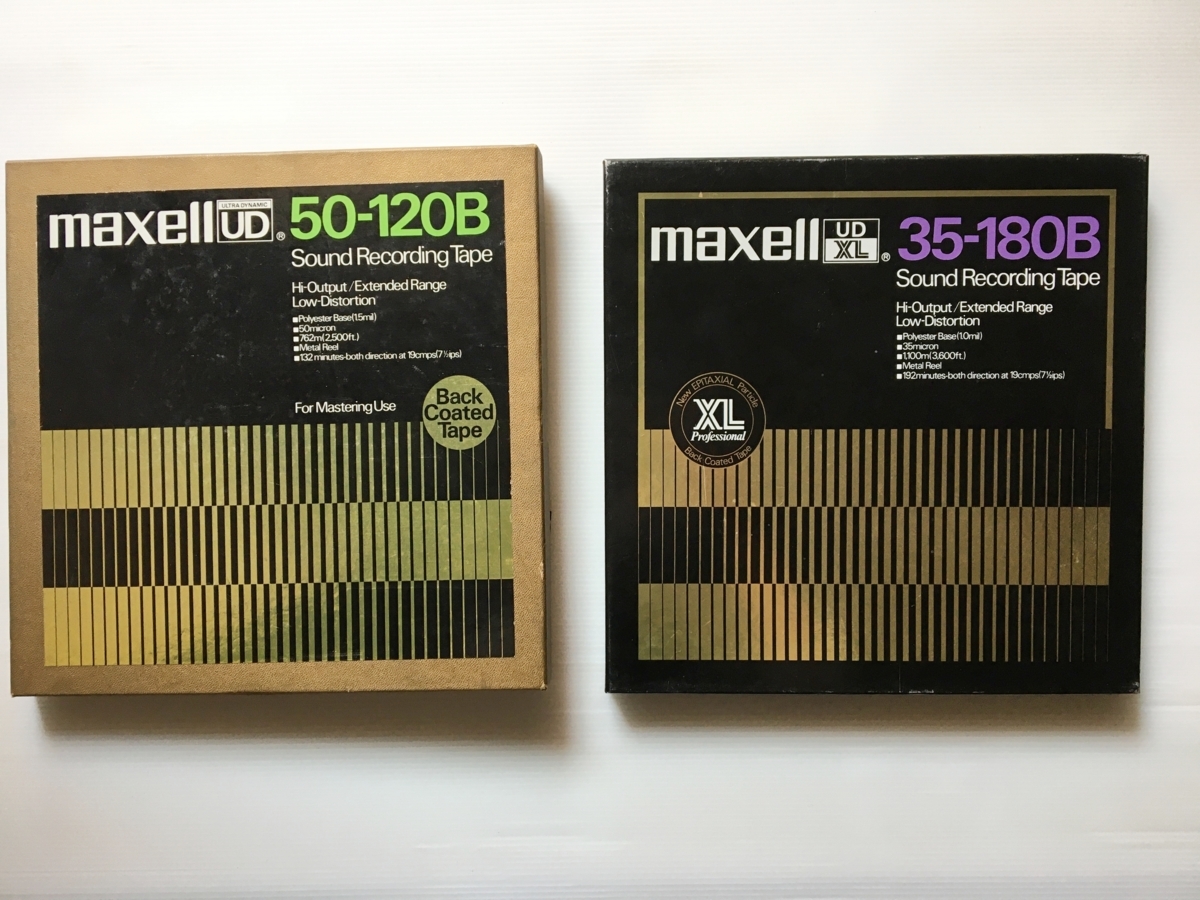 maxell ULTRA DYNAMIC UD® 50-120B
Sound Recording Tape
Hi-Output/Extended Range
Low-Distortion
■Polyester Base(1.5mil)
■50micron
■762m(2,500ft.)
■Metal Reel
■132 minutes-both direction at 19cmps(7½ips)
For Mastering Use
Back
Coated
Tape
maxell UD XL® 35-180B
Sound Recording Tape
Hi-Output/Extended Range
Low-Distortion
■Polyester Base(1.0mil)
■35micron
■1,100m(3,600ft.)
■Metal Reel
■192minutes-both direction at 19cmps(7½ips)
New EPITAXIAL Particle
XL
Professional
Back Coated Tape